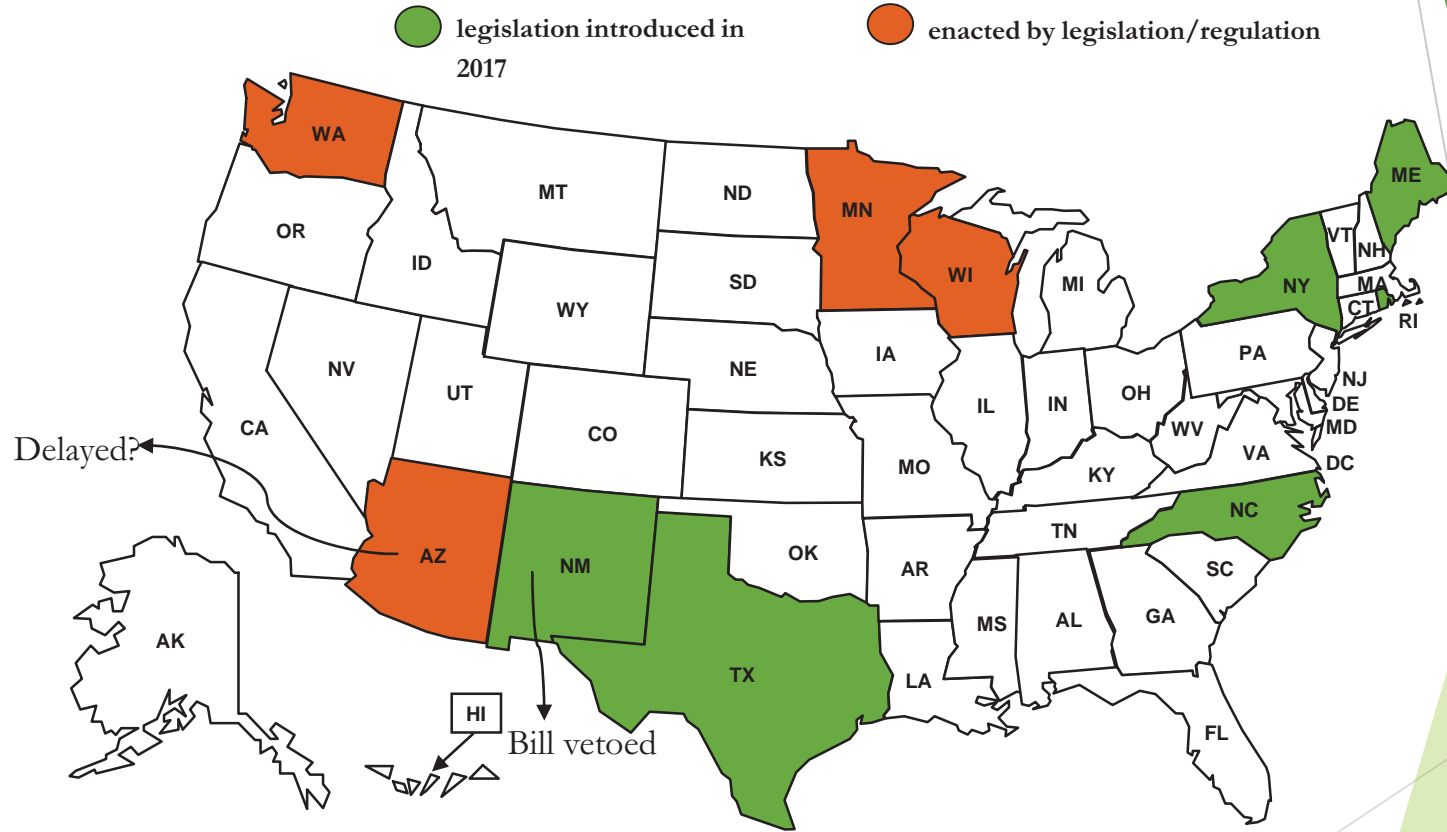 legislation introduced in
2017
enacted by legislation/regulation
WA
MT
ND
MN
ME
OR
ID
WY
SD
WI
MI
VT
NH
NY
MA
CT
RI
NV
UT
NE
IA
PA
NJ
DE
MD
DC
CA
CO
KS
MO
IL
IN
OH
WV
VA
KY
Delayed?
AZ
NM
OK
AR
TN
NC
SC
MS
AL
GA
AK
TX
LA
HI
Bill vetoed
FL